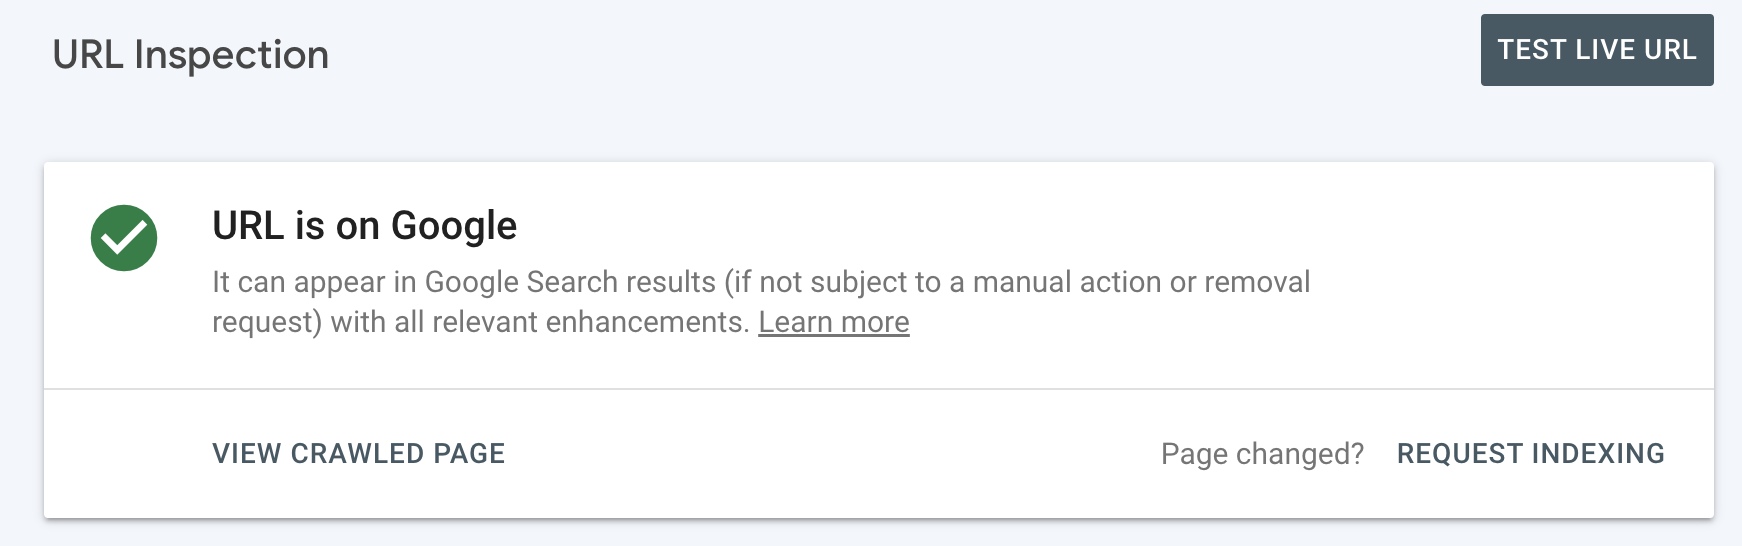 URL Inspection
TEST LIVE URL
URL is on Google
It can appear in Google Search results (if not subject to a manual action or removal
request) with all relevant enhancements. Learn more
VIEW CRAWLED PAGE
Page changed? REQUEST INDEXING